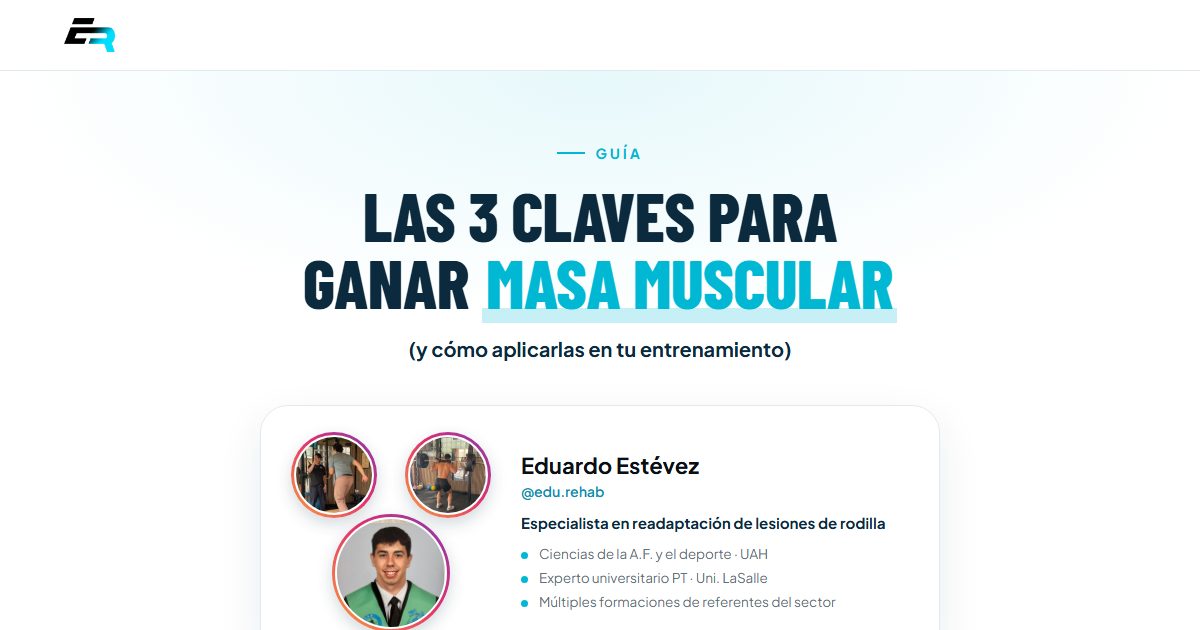 ER
GUÍA
LAS 3 CLAVES PARA
GANAR MASA MUSCULAR
(y cómo aplicarlas en tu entrenamiento)
Eduardo Estévez
@edu.rehab
Especialista en readaptación de lesiones de rodilla
Ciencias de la A.F. y el deporte · UAH
Experto universitario PT · Uni. LaSalle
Múltiples formaciones de referentes del sector